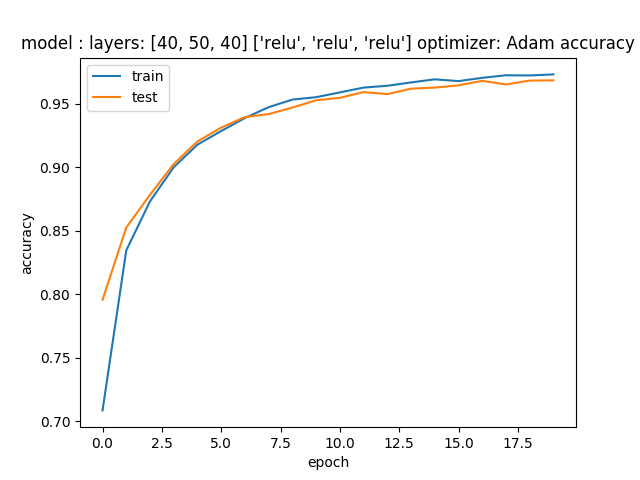 model : layers: [40, 50, 40] ['relu', 'relu', 'relu'] optimizer: Adam accuracy
train
test
0.95
0.90
0.85
0.80
0.75
0.70
accuracy
0.0 2.5 5.0 7.5 10.0 12.5 15.0 17.5
epoch